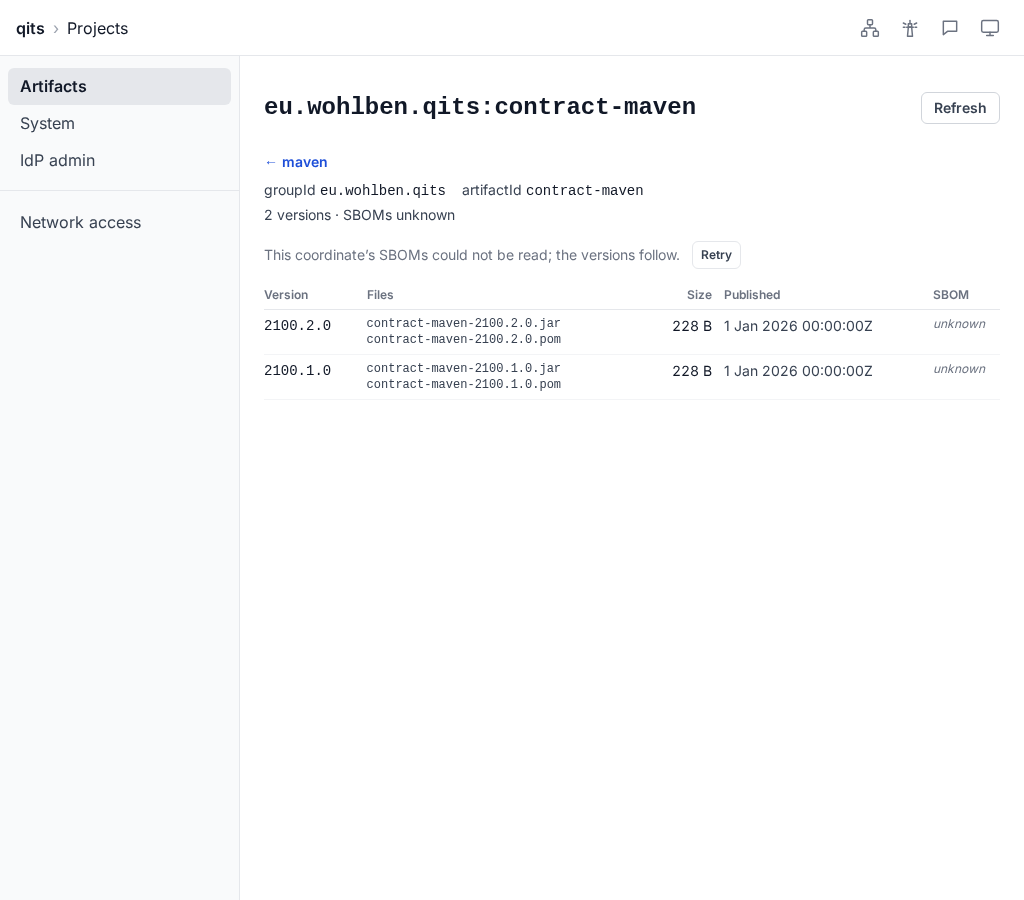 qits › Projects
Artifacts
System
IdP admin
Network access
eu.wohlben.qits:contract-maven
Refresh
← maven
groupId eu.wohlben.qits artifactId contract-maven
2 versions · SBOMs unknown
This coordinate’s SBOMs could not be read; the versions follow. Retry
Version Files Size Published SBOM
2100.2.0 contract-maven-2100.2.0.jar 228 B 1 Jan 2026 00:00:00Z unknown
contract-maven-2100.2.0.pom
2100.1.0 contract-maven-2100.1.0.jar 228 B 1 Jan 2026 00:00:00Z unknown
contract-maven-2100.1.0.pom